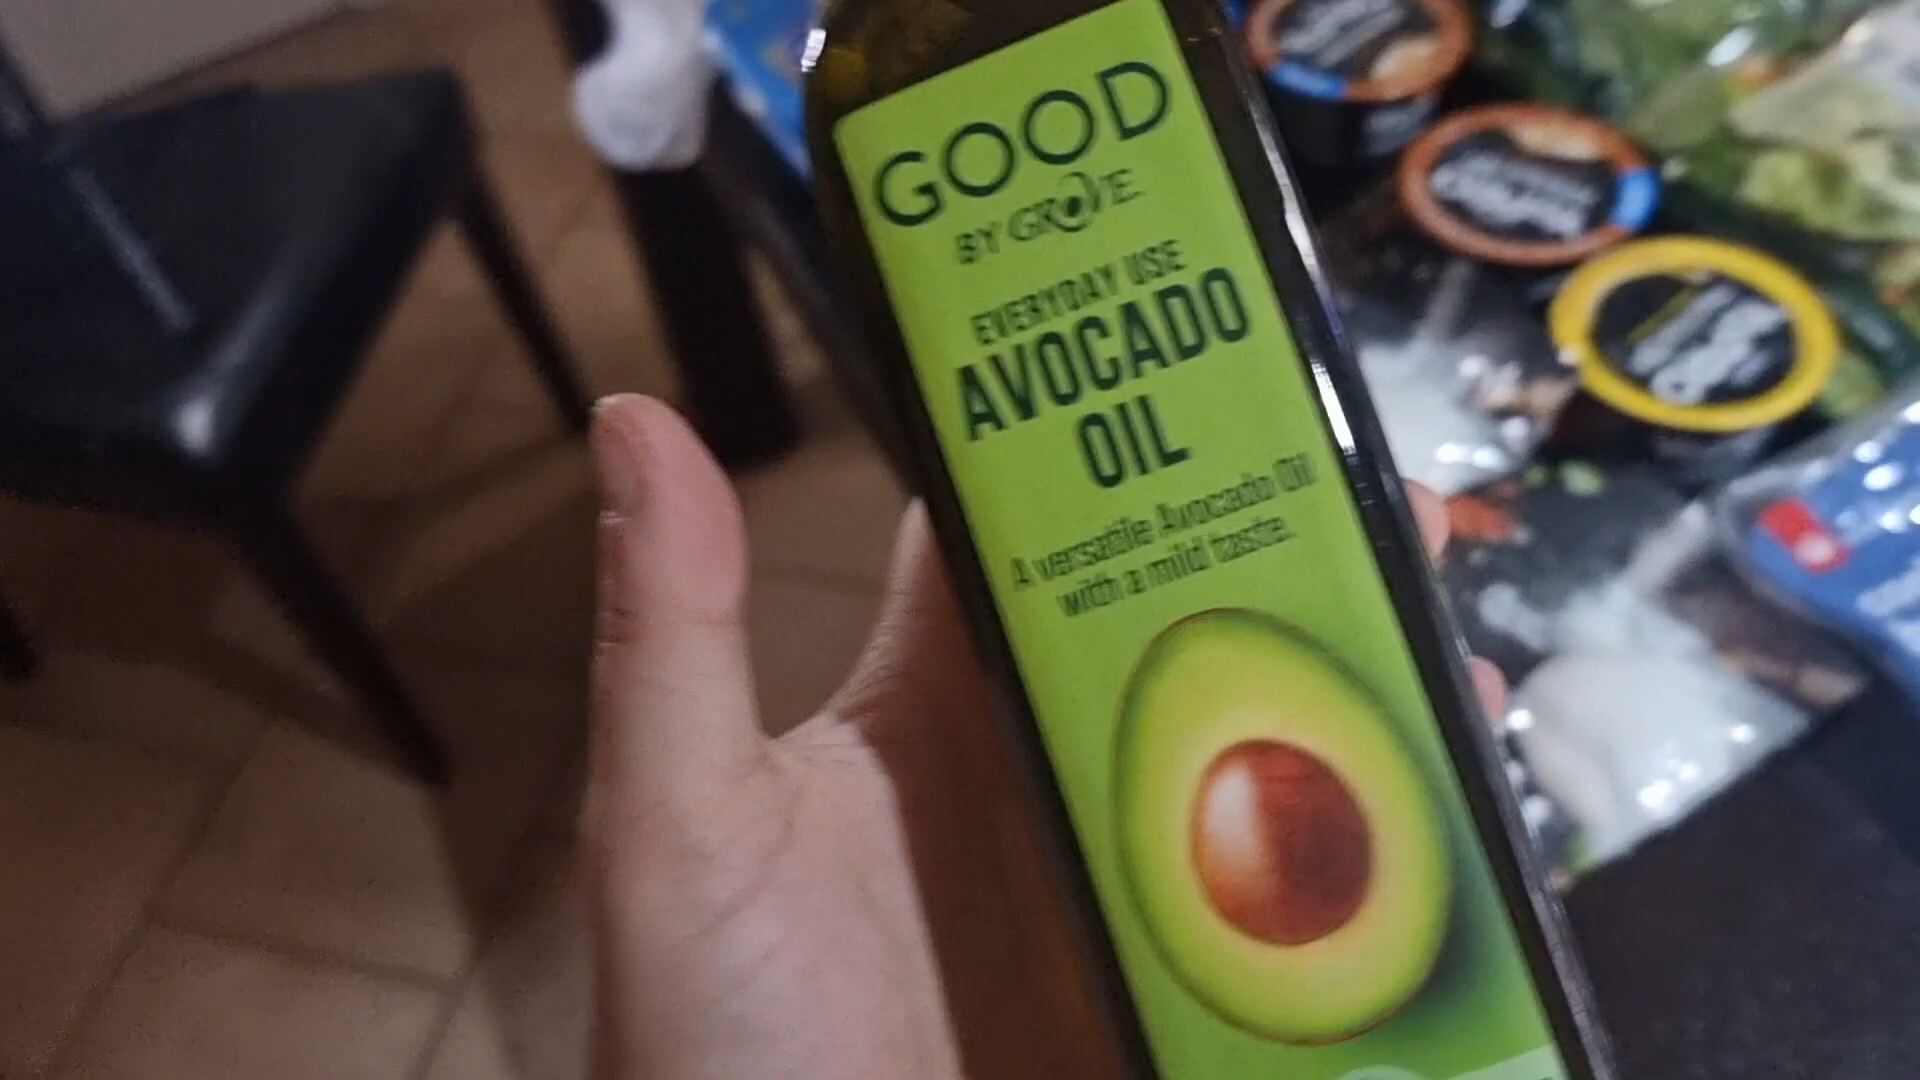 GOOD
BY GROVE
EVERYDAY USE
AVOCADO
OIL
A versatile Avocado Oil
with a mild taste.